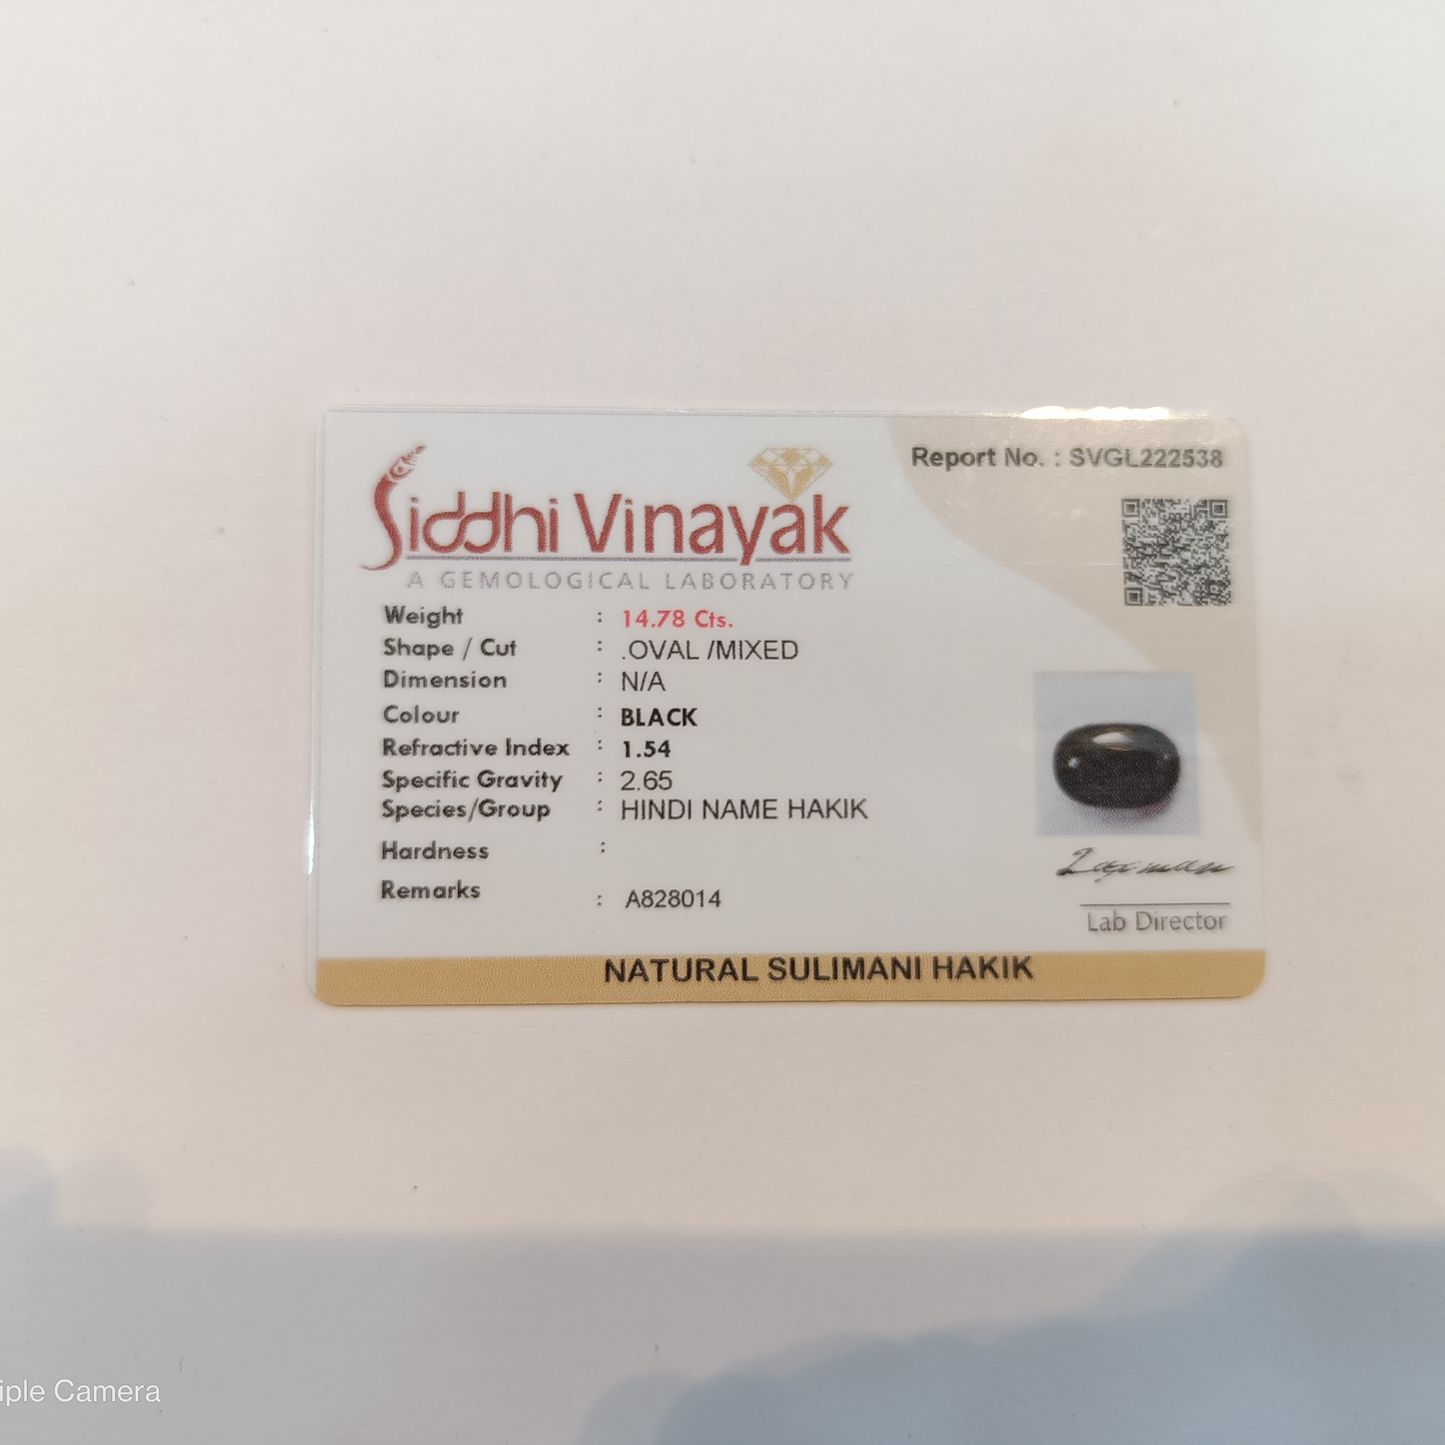 Report No. : SVGL222538
Siddhi Vinayak
A GEMOLOGICAL LABORATORY
Weight : 14.78 Cts.
Shape / Cut : .OVAL /MIXED
Dimension : N/A
Colour : BLACK
Refractive Index : 1.54
Specific Gravity : 2.65
Species/Group : HINDI NAME HAKIK
Hardness :
Remarks : A828014
Laxman
Lab Director
NATURAL SULIMANI HAKIK
iple Camera